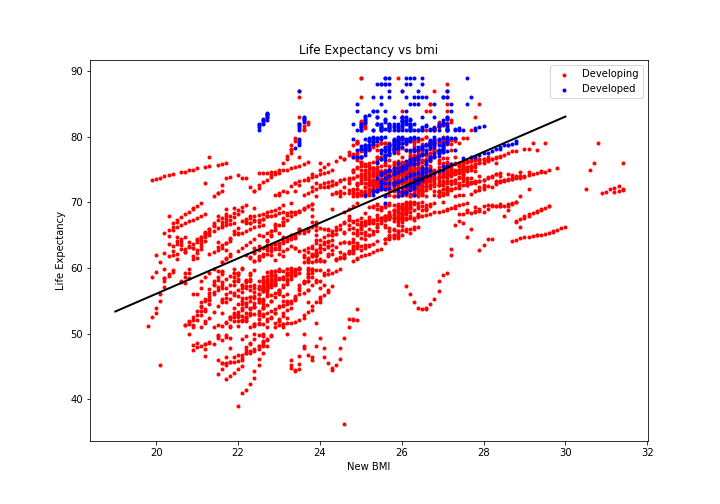 Life Expectancy vs bmi
Developing
Developed
Life Expectancy
90
80
70
60
50
40
20
22
24
26
28
30
32
New BMI